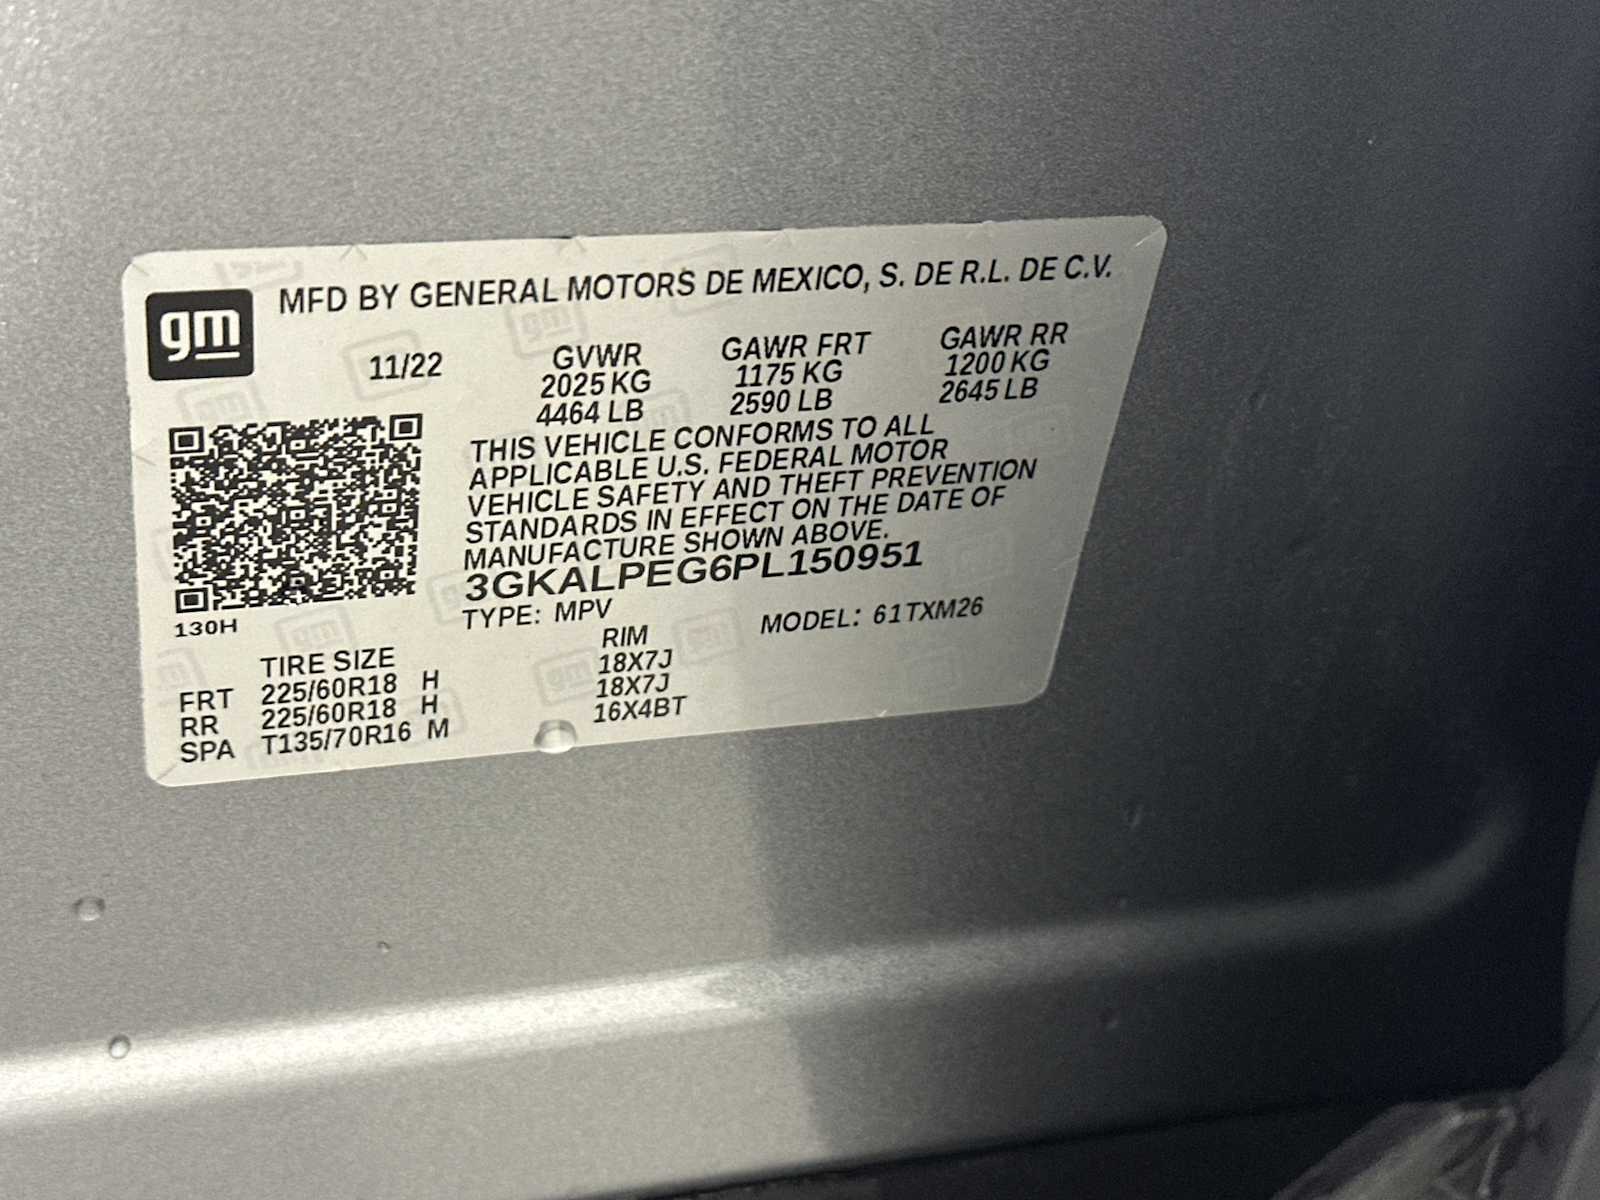 gm
MFD BY GENERAL MOTORS DE MEXICO, S. DE R.L. DE C.V.
11/22
GVWR
2025 KG
4464 LB
GAWR FRT
1175 KG
2590 LB
GAWR RR
1200 KG
2645 LB
THIS VEHICLE CONFORMS TO ALL
APPLICABLE U.S. FEDERAL MOTOR
VEHICLE SAFETY AND THEFT PREVENTION
STANDARDS IN EFFECT ON THE DATE OF
MANUFACTURE SHOWN ABOVE.
3GKALPEG6PL150951
TYPE: MPV
MODEL: 61TXM26
130H
TIRE SIZE RIM
FRT 225/60R18 H 18X7J
RR 225/60R18 H 18X7J
SPA T135/70R16 M 16X4BT